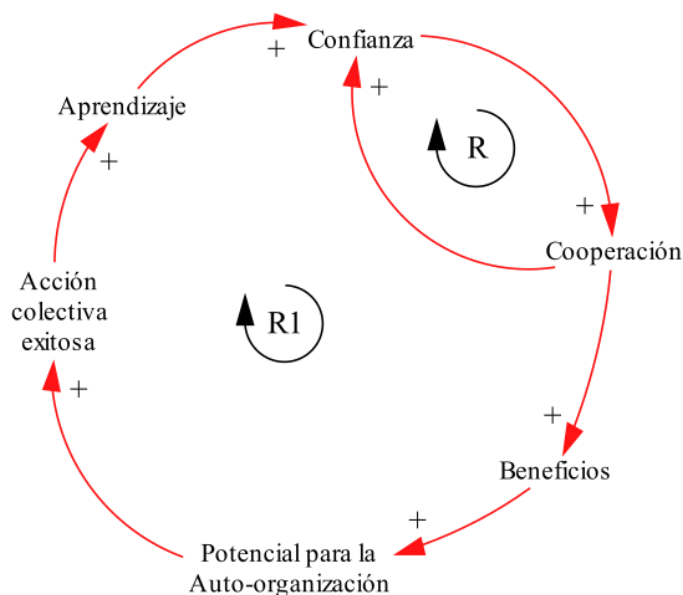 Confianza
+
+
Aprendizaje
R
+
+
Cooperación
Acción
colectiva
exitosa
R1
+
+
Beneficios
+
Potencial para la
Auto-organización